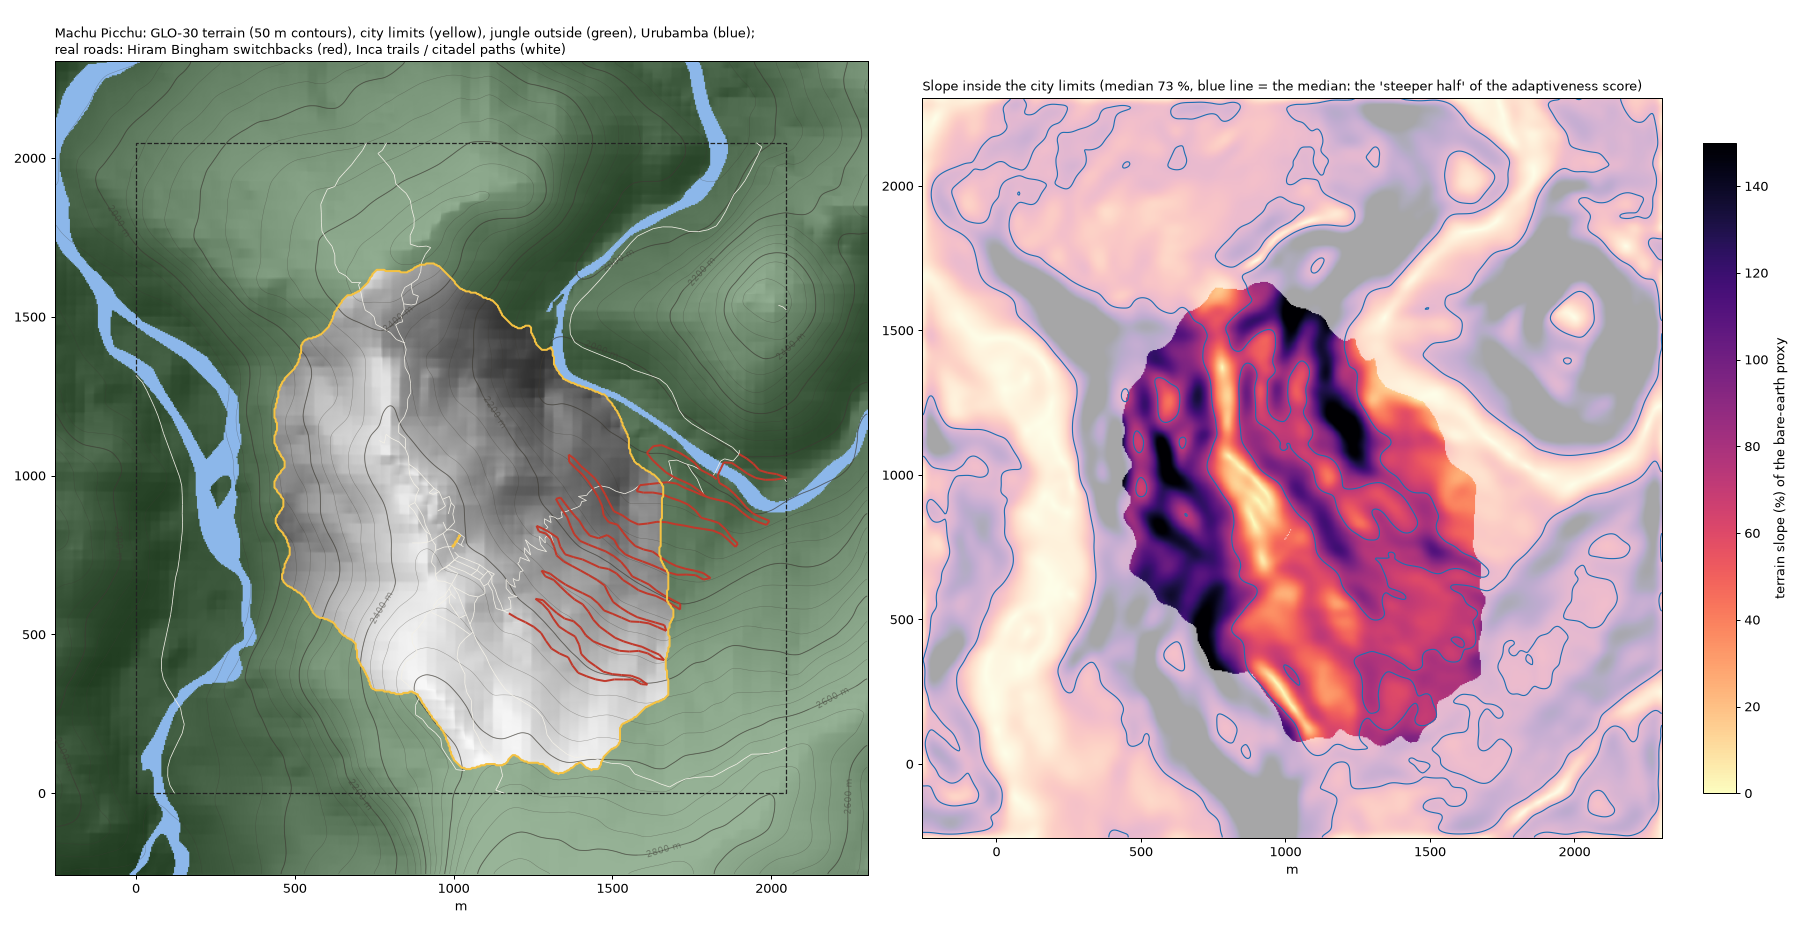 Machu Picchu: GLO-30 terrain (50 m contours), city limits (yellow), jungle outside (green), Urubamba (blue);
real roads: Hiram Bingham switchbacks (red), Inca trails / citadel paths (white)
Slope inside the city limits (median 73 %, blue line = the median: the 'steeper half' of the adaptiveness score)
2000
1500
1000
500
0
0
500
1000
1500
2000
m
2200 m
2400 m
2600 m
2600 m
2800 m
2000
1500
1000
500
0
0
500
1000
1500
2000
m
140
120
100
80
60
40
20
0
terrain slope (%) of the bare-earth proxy